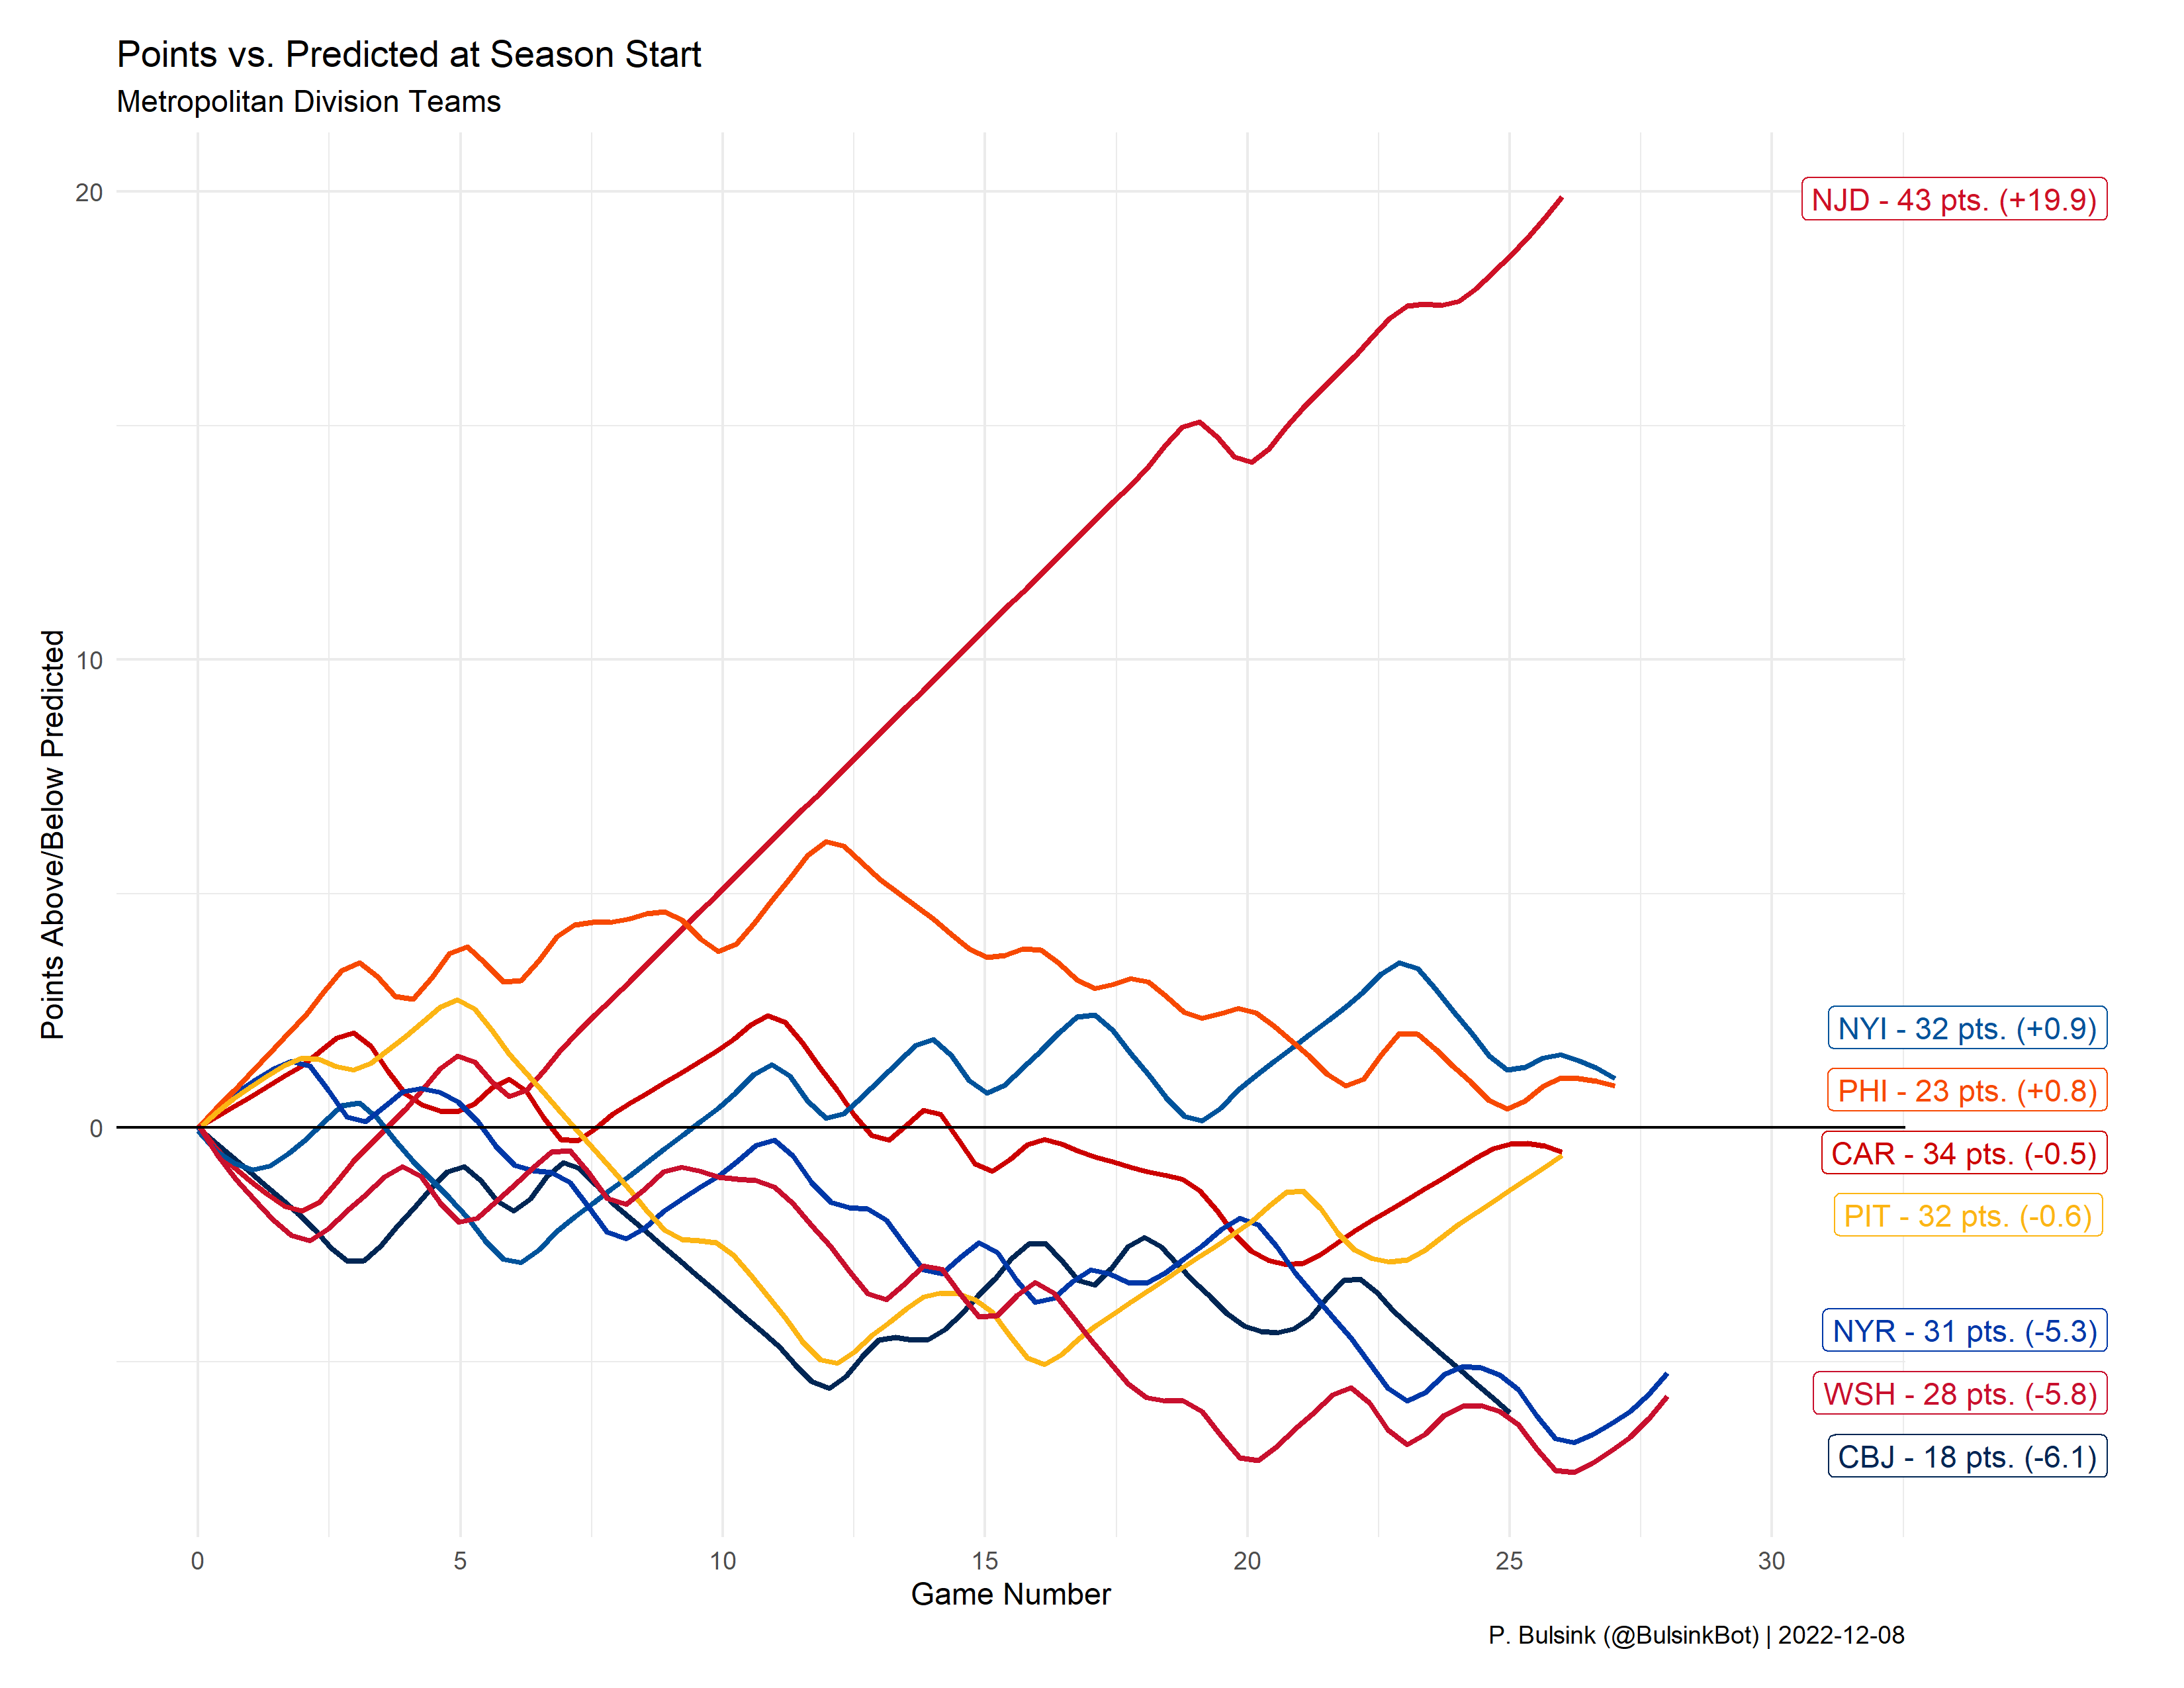 Points vs. Predicted at Season Start
Metropolitan Division Teams
Points Above/Below Predicted
20
10
0
NJD - 43 pts. (+19.9)
NYI - 32 pts. (+0.9)
PHI - 23 pts. (+0.8)
CAR - 34 pts. (-0.5)
PIT - 32 pts. (-0.6)
NYR - 31 pts. (-5.3)
WSH - 28 pts. (-5.8)
CBJ - 18 pts. (-6.1)
0 5 10 15 20 25 30
Game Number
P. Bulsink (@BulsinkBot) | 2022-12-08